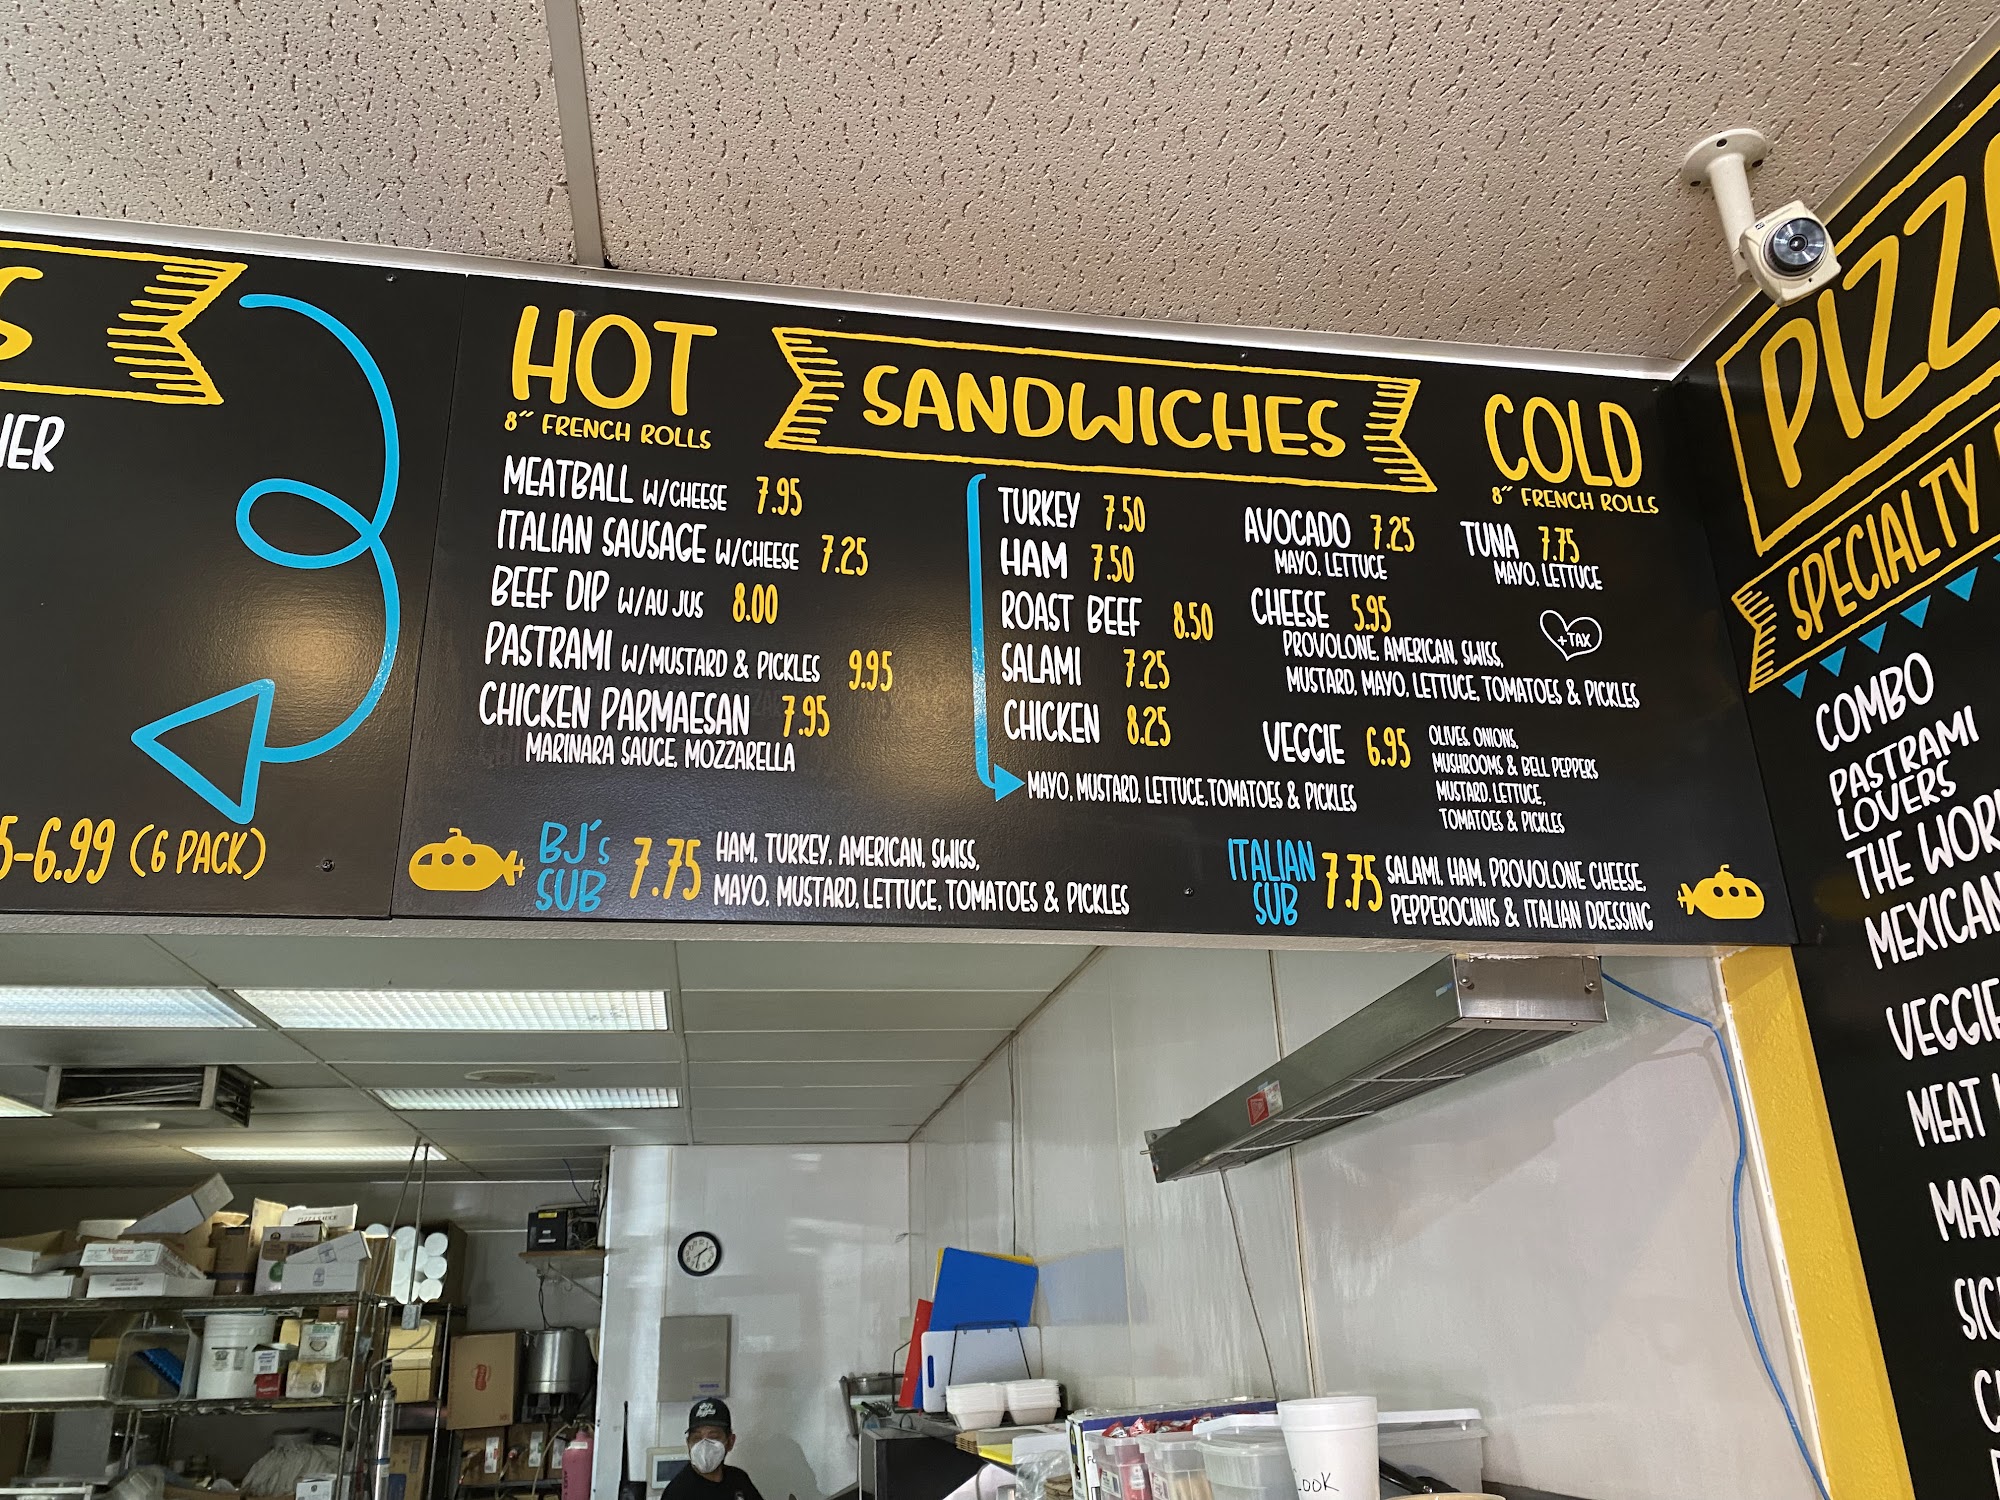 S
HER
5-6.99 (6 PACK)
HOT
8" FRENCH ROLLS
SANDWICHES
COLD
8" FRENCH ROLLS
MEATBALL W/CHEESE 7.95
ITALIAN SAUSAGE W/CHEESE 7.25
BEEF DIP W/AU JUS 8.00
PASTRAMI W/MUSTARD & PICKLES 9.95
CHICKEN PARMAESAN 7.95
MARINARA SAUCE, MOZZARELLA
TURKEY 7.50
HAM 7.50
ROAST BEEF 8.50
SALAMI 7.25
CHICKEN 8.25
MAYO, MUSTARD, LETTUCE, TOMATOES & PICKLES
AVOCADO 7.25
MAYO, LETTUCE
CHEESE 5.95
PROVOLONE, AMERICAN, SWISS,
MUSTARD, MAYO, LETTUCE, TOMATOES & PICKLES
VEGGIE 6.95
OLIVES, ONIONS,
MUSHROOMS & BELL PEPPERS
MUSTARD, LETTUCE,
TOMATOES & PICKLES
TUNA 7.75
MAYO, LETTUCE
+TAX
BJ's
SUB
7.75
HAM, TURKEY, AMERICAN, SWISS,
MAYO, MUSTARD, LETTUCE, TOMATOES & PICKLES
ITALIAN
SUB
7.75
SALAMI, HAM, PROVOLONE CHEESE,
PEPPEROCINIS & ITALIAN DRESSING
PIZZ
SPECIALTY
COMBO
PASTRAMI
LOVERS
THE WOR
MEXICAN
VEGGIE
MEAT
MAR
SIC
PIZZA SAUCE